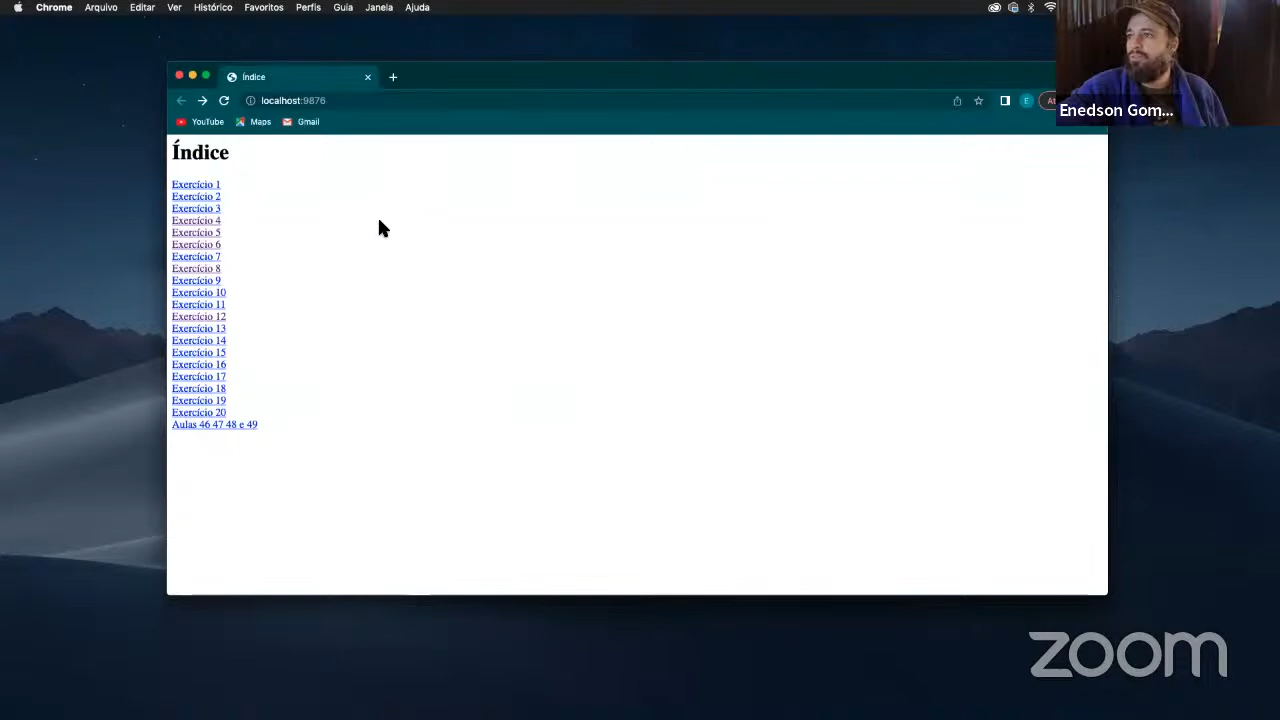 Chrome Arquivo Editar Ver Histórico Favoritos Perfis Guia Janela Ajuda
Índice
localhost:9876
E
At
YouTube Maps Gmail
Enedson Gom...
Índice
Exercício 1
Exercício 2
Exercício 3
Exercício 4
Exercício 5
Exercício 6
Exercício 7
Exercício 8
Exercício 9
Exercício 10
Exercício 11
Exercício 12
Exercício 13
Exercício 14
Exercício 15
Exercício 16
Exercício 17
Exercício 18
Exercício 19
Exercício 20
Aulas 46 47 48 e 49
zoom